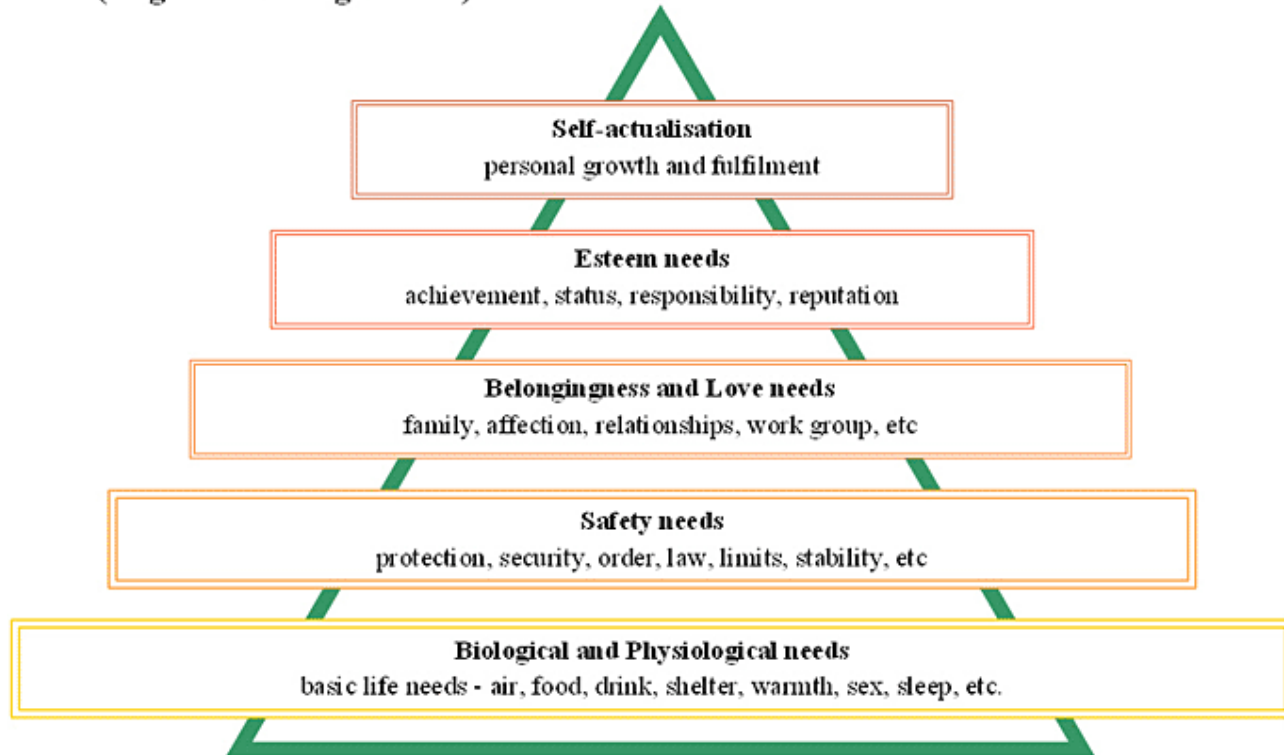 Self-actualisation
personal growth and fulfilment
Esteem needs
achievement, status, responsibility, reputation
Belongingness and Love needs
family, affection, relationships, work group, etc
Safety needs
protection, security, order, law, limits, stability, etc
Biological and Physiological needs
basic life needs - air, food, drink, shelter, warmth, sex, sleep, etc.